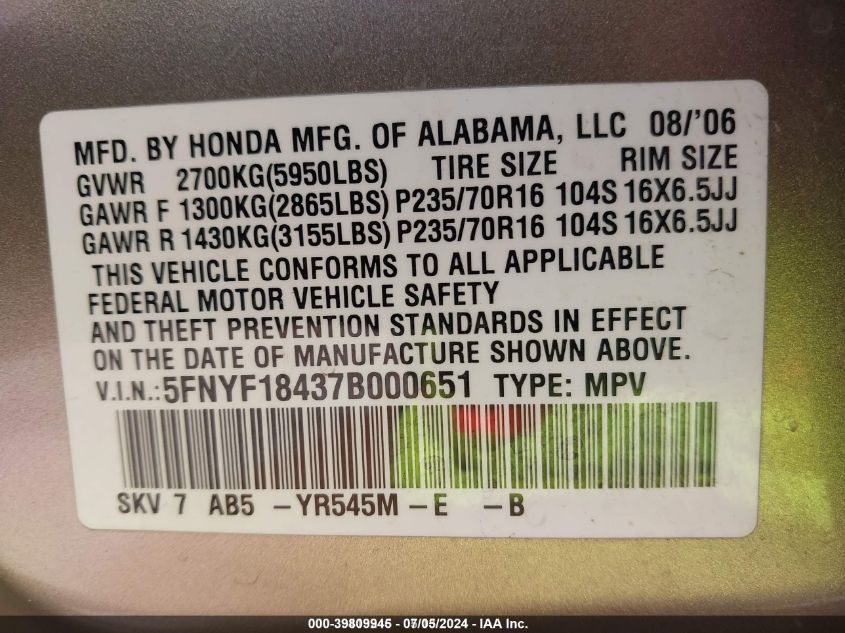 MFD. BY HONDA MFG. OF ALABAMA, LLC 08/'06
GVWR 2700KG(5950LBS) TIRE SIZE RIM SIZE
GAWR F 1300KG(2865LBS) P235/70R16 104S 16X6.5JJ
GAWR R 1430KG(3155LBS) P235/70R16 104S 16X6.5JJ
THIS VEHICLE CONFORMS TO ALL APPLICABLE
FEDERAL MOTOR VEHICLE SAFETY
AND THEFT PREVENTION STANDARDS IN EFFECT
ON THE DATE OF MANUFACTURE SHOWN ABOVE.
V.I.N.:5FNYF18437B000651 TYPE: MPV
SKV 7 AB5 -YR545M -E -B
000-39809945 - 07/05/2024 - IAA Inc.